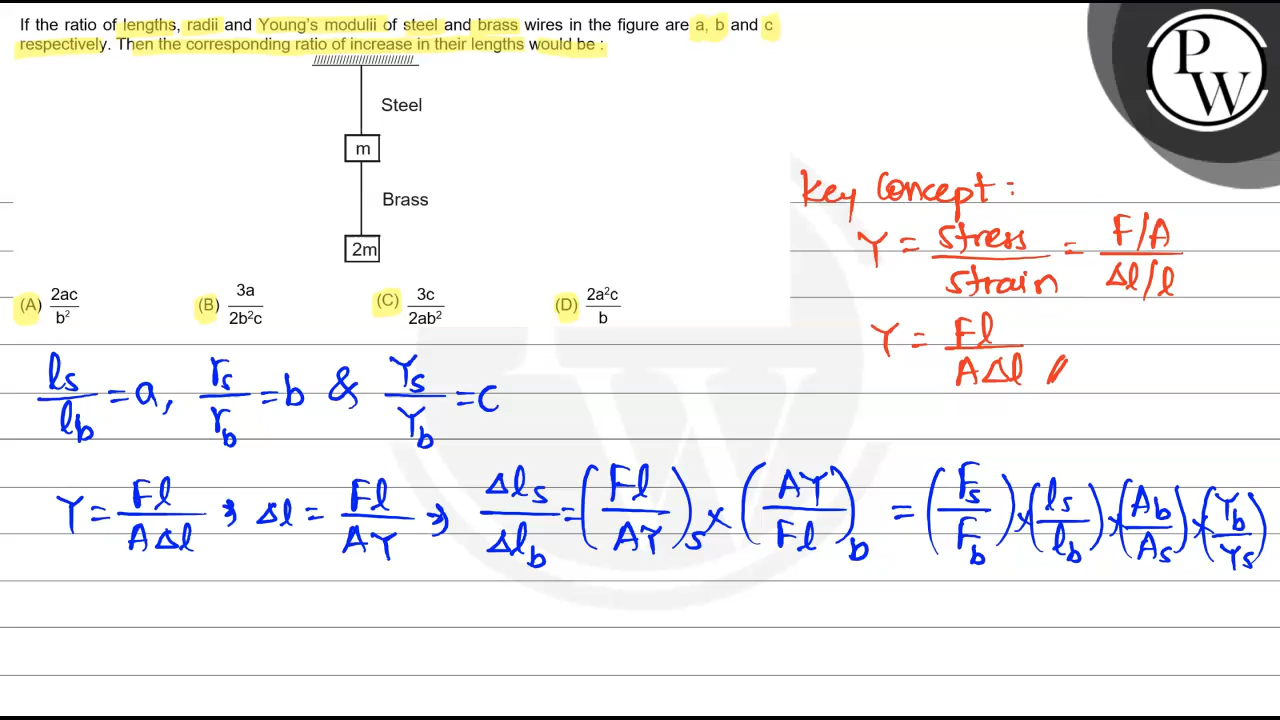 If the ratio of lengths, radii and Young's modulii of steel and brass wires in the figure are a, b and c
respectively. Then the corresponding ratio of increase in their lengths would be :
P
W
Steel
m
Brass
2m
(A) 2ac/b² (B) 3a/2b²c (C) 3c/2ab² (D) 2a²c/b
Key Concept :
Y = Stress/Strain = F/A / Δl/l
Y = Fl/AΔl
ls/lb = a, rs/rb = b & Ys/Yb = c
Y = Fl/AΔl ⇒ Δl = Fl/AY ⇒ Δls/Δlb = (Fl/AY)s × (AY/Fl)b = (Fs/Fb) × (ls/lb) × (Ab/As) × (Yb/Ys)